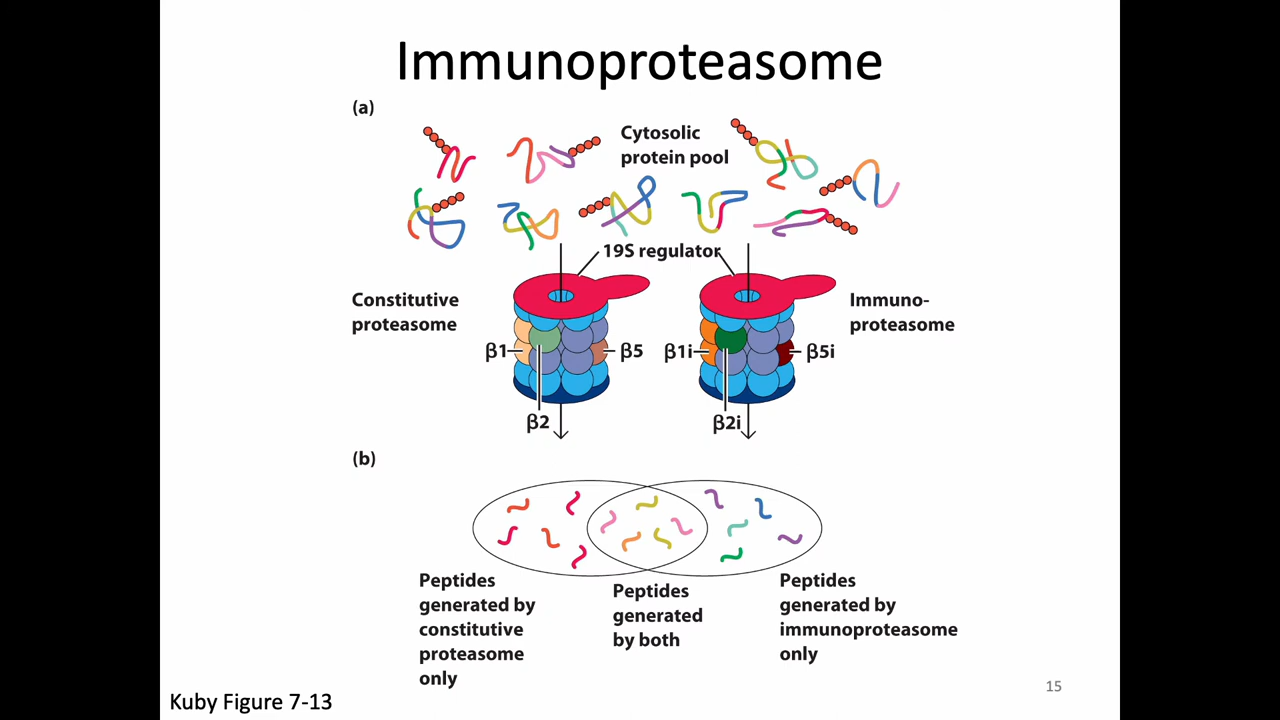 Immunoproteasome
(a)
Cytosolic
protein pool
19S regulator
Constitutive
proteasome
Immuno-
proteasome
β1
β5
β1i
β5i
β2
β2i
(b)
Peptides
generated by
constitutive
proteasome
only
Peptides
generated
by both
Peptides
generated by
immunoproteasome
only
Kuby Figure 7-13
15